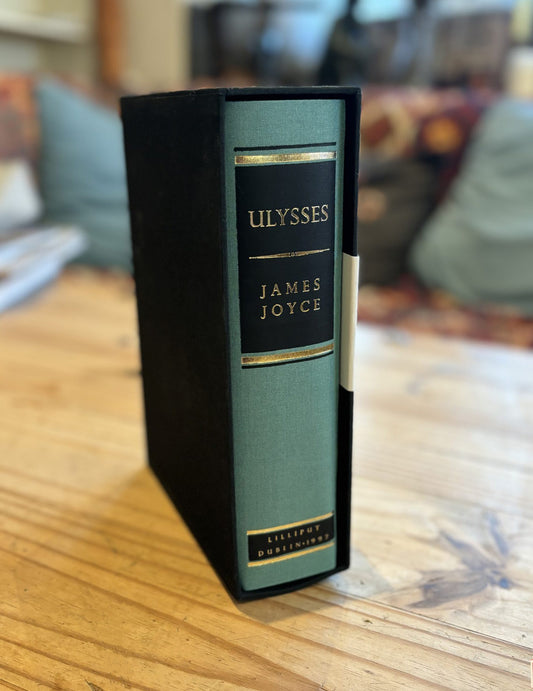 ULYSSES
JAMES
JOYCE
LILLIPUT
DUBLIN·1997